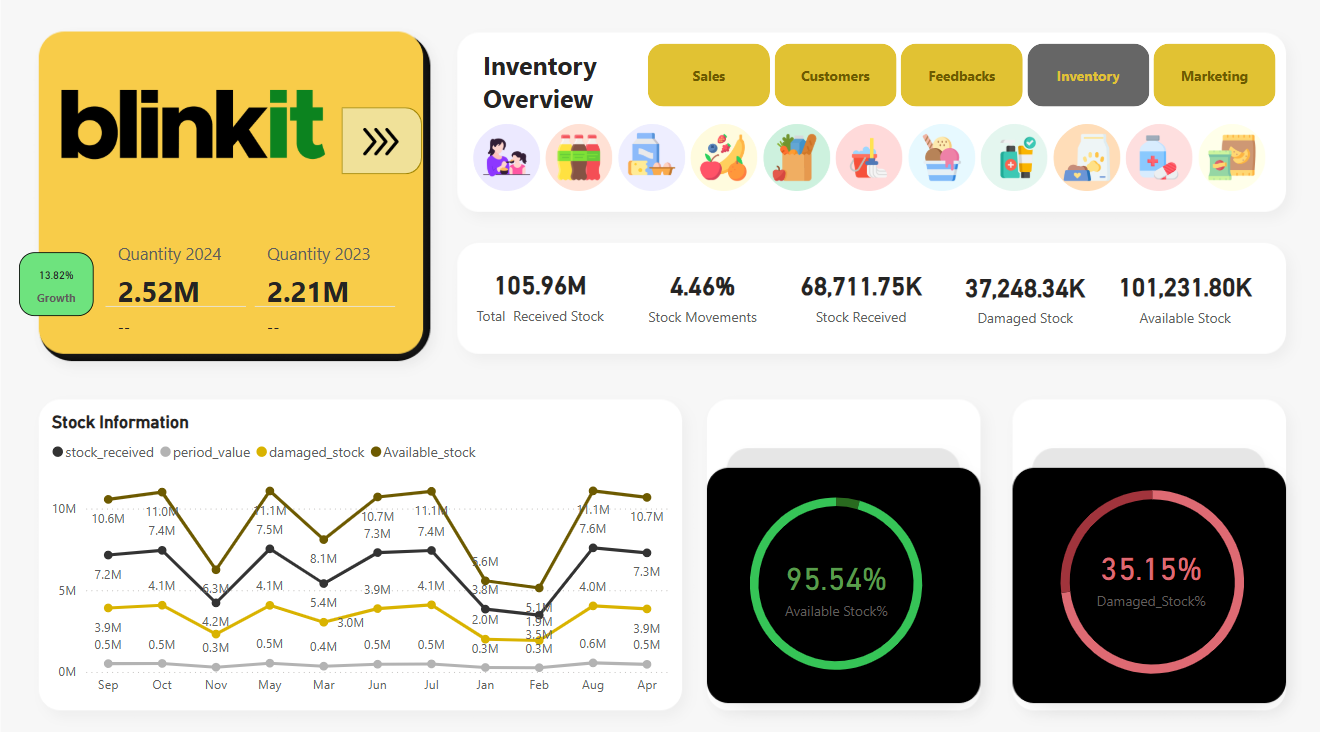 blinkit
Quantity 2024
Quantity 2023
13.82%
Growth
2.52M
2.21M
--
--
Inventory
Overview
Sales
Customers
Feedbacks
Inventory
Marketing
105.96M
4.46%
68,711.75K
37,248.34K
101,231.80K
Total Received Stock
Stock Movements
Stock Received
Damaged Stock
Available Stock
Stock Information
stock_received
period_value
damaged_stock
Available_stock
10M
5M
0M
10.6M
11.0M
6.3M
11.1M
8.1M
10.7M
11.1M
5.6M
5.1M
11.1M
10.7M
7.2M
7.4M
4.2M
7.5M
5.4M
7.3M
7.4M
3.8M
3.5M
7.6M
7.3M
3.9M
4.1M
4.1M
3.0M
3.9M
4.1M
2.0M
1.9M
4.0M
3.9M
0.5M
0.5M
0.3M
0.5M
0.4M
0.5M
0.5M
0.3M
0.3M
0.6M
0.5M
Sep
Oct
Nov
May
Mar
Jun
Jul
Jan
Feb
Aug
Apr
95.54%
Available Stock%
35.15%
Damaged_Stock%